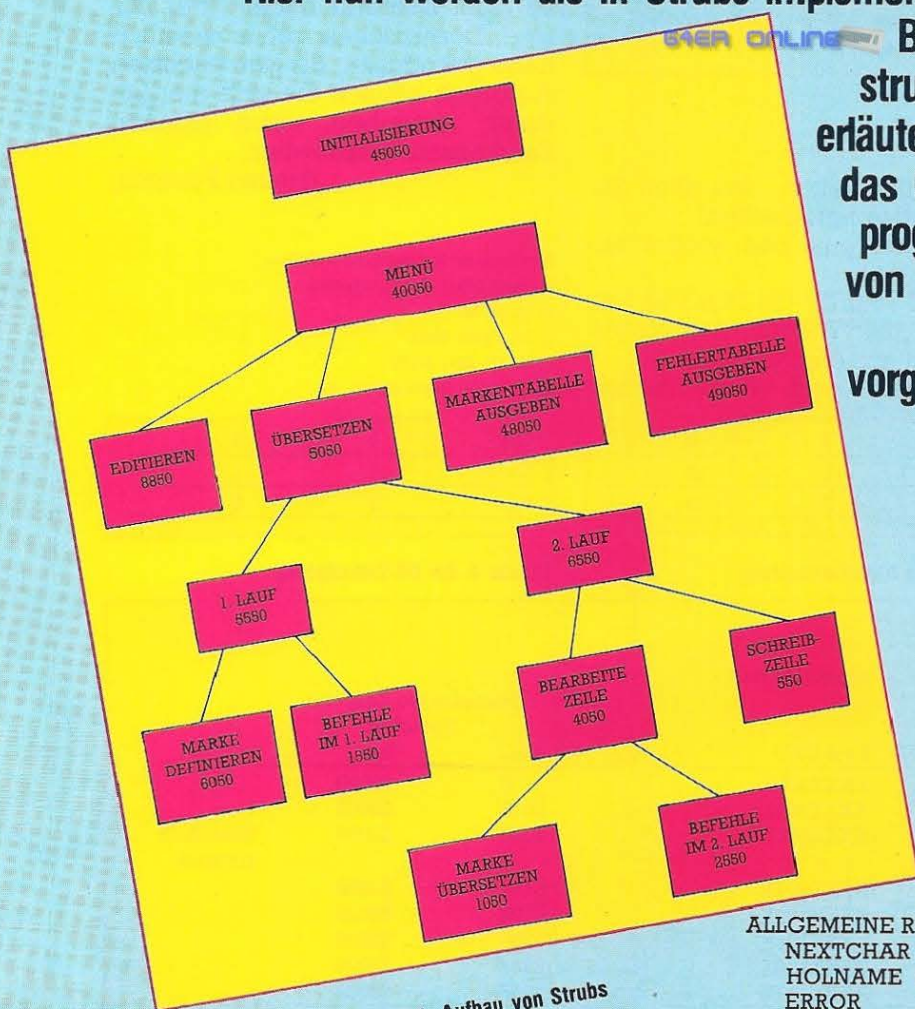 64ER ONLINE
B
stru
erläute
das
prog
von
vorg
INITIALISIERUNG
45050
MENÜ
40050
EDITIEREN
8850
ÜBERSETZEN
5050
MARKENTABELLE
AUSGEBEN
48050
FEHLERTABELLE
AUSGEBEN
49050
1. LAUF
5550
2. LAUF
6550
MARKE
DEFINIEREN
6050
BEFEHLE
IM 1. LAUF
1550
BEARBEITE
ZEILE
4050
SCHREIB-
ZEILE
550
MARKE
ÜBERSETZEN
1050
BEFEHLE
IM 2. LAUF
2550
Aufbau von Strubs
ALLGEMEINE R
NEXTCHAR
HOLNAME
ERROR